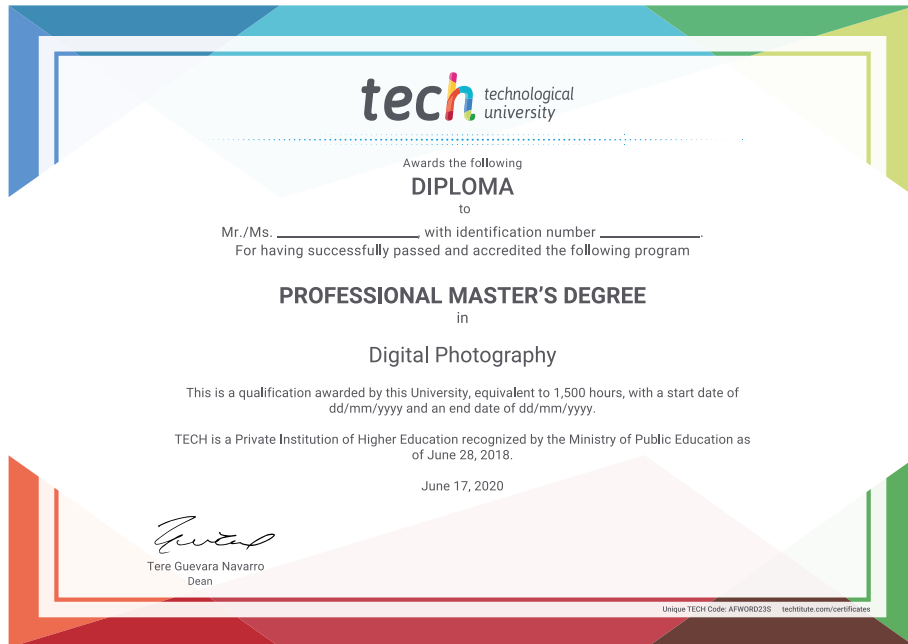 tech technological
university
Awards the following
DIPLOMA
to
Mr./Ms. ____________________, with identification number ______________.
For having successfully passed and accredited the following program
PROFESSIONAL MASTER'S DEGREE
in
Digital Photography
This is a qualification awarded by this University, equivalent to 1,500 hours, with a start date of
dd/mm/yyyy and an end date of dd/mm/yyyy.
TECH is a Private Institution of Higher Education recognized by the Ministry of Public Education as
of June 28, 2018.
June 17, 2020
Tere Guevara Navarro
Dean
Unique TECH Code: AFWORD23S techtitute.com/certificates